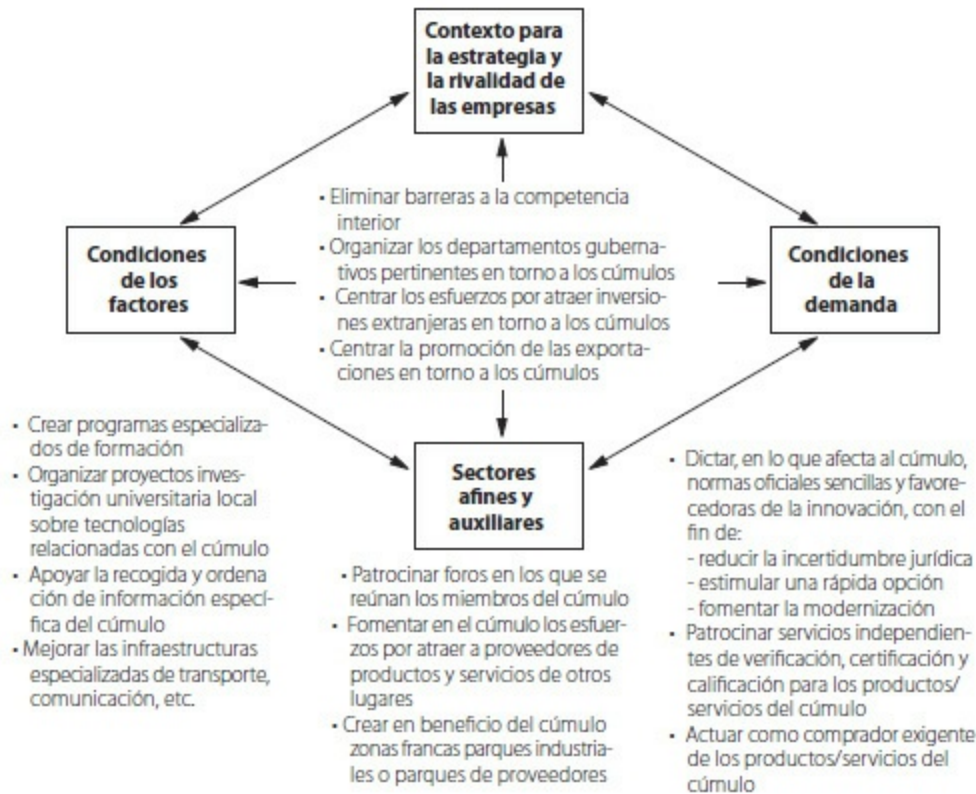 Contexto para
la estrategia y
la rivalidad de
las empresas
• Eliminar barreras a la competencia
interior
• Organizar los departamentos guberna-
tivos pertinentes en torno a los cúmulos
• Centrar los esfuerzos por atraer inversio-
nes extranjeras en torno a los cúmulos
• Centrar la promoción de las exporta-
ciones en torno a los cúmulos
Condiciones
de los
factores
Condiciones
de la
demanda
• Crear programas especializa-
dos de formación
• Organizar proyectos inves-
tigación universitaria local
sobre tecnologías
relacionadas con el cúmulo
• Apoyar la recogida y ordena
ción de información especí-
fica del cúmulo
• Mejorar las infraestructuras
especializadas de transporte,
comunicación, etc.
Sectores
afines y
auxiliares
• Patrocinar foros en los que se
reúnan los miembros del cúmulo
• Fomentar en el cúmulo los esfuer-
zos por atraer a proveedores de
productos y servicios de otros
lugares
• Crear en beneficio del cúmulo
zonas francas parques industria-
les o parques de proveedores
• Dictar, en lo que afecta al cúmulo,
normas oficiales sencillas y favore-
cedoras de la innovación, con el
fin de:
- reducir la incertidumbre jurídica
- estimular una rápida opción
- fomentar la modernización
• Patrocinar servicios independien-
tes de verificación, certificación y
calificación para los productos/
servicios del cúmulo
• Actuar como comprador exigente
de los productos/servicios del
cúmulo